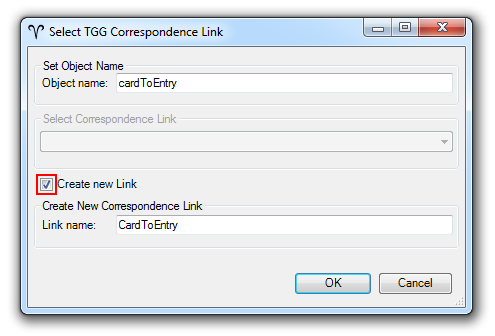 Select TGG Correspondence Link
Set Object Name
Object name: cardToEntry
Select Correspondence Link
Create new Link
Create New Correspondence Link
Link name: CardToEntry
OK Cancel